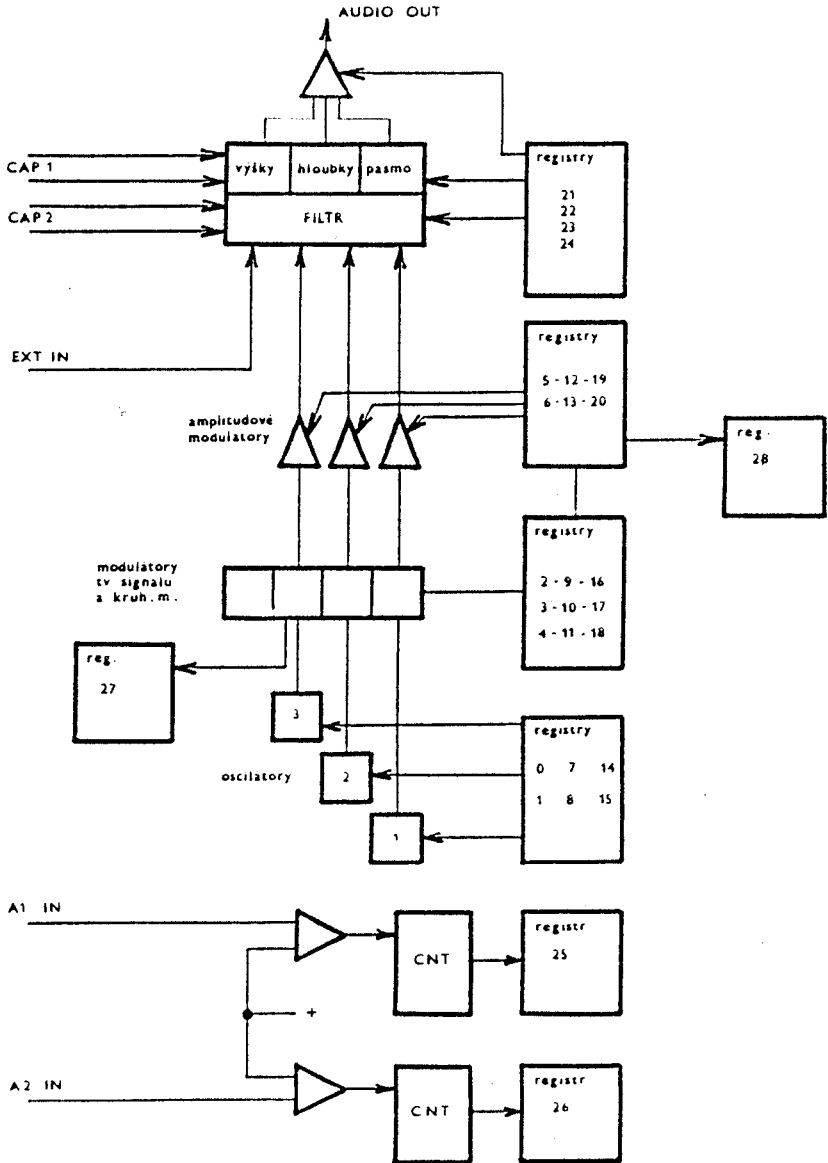 AUDIO OUT
CAP 1
výšky hloubky pasmo
registry
21
22
23
24
CAP 2
FILTR
EXT IN
registry
5 - 12 - 19
6 - 13 - 20
amplitudové
modulatory
reg.
28
modulátory
tv signalu
a kruh. m.
registry
2 - 9 - 16
3 - 10 - 17
4 - 11 - 18
reg.
27
3
registry
0 7 14
1 8 15
oscilatory
2
1
A1 IN
CNT
registr
25
+
A2 IN
CNT
registr
26